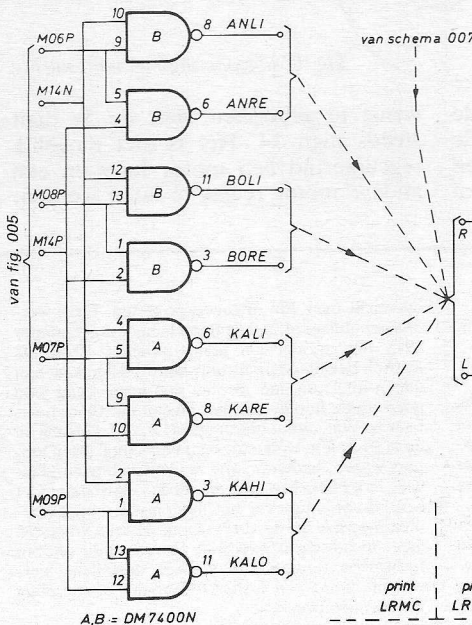 10
M06P
9
B
8
ANLI
van schema 007
M14N
5
4
B
6
ANRE
12
M08P
13
B
11
BOLI
M14P
1
2
B
3
BORE
R
van fig. 005
4
M07P
5
A
6
KALI
L
9
10
A
8
KARE
2
M09P
1
A
3
KAHI
13
12
A
11
KALO
A,B = DM7400N
print
LRMC